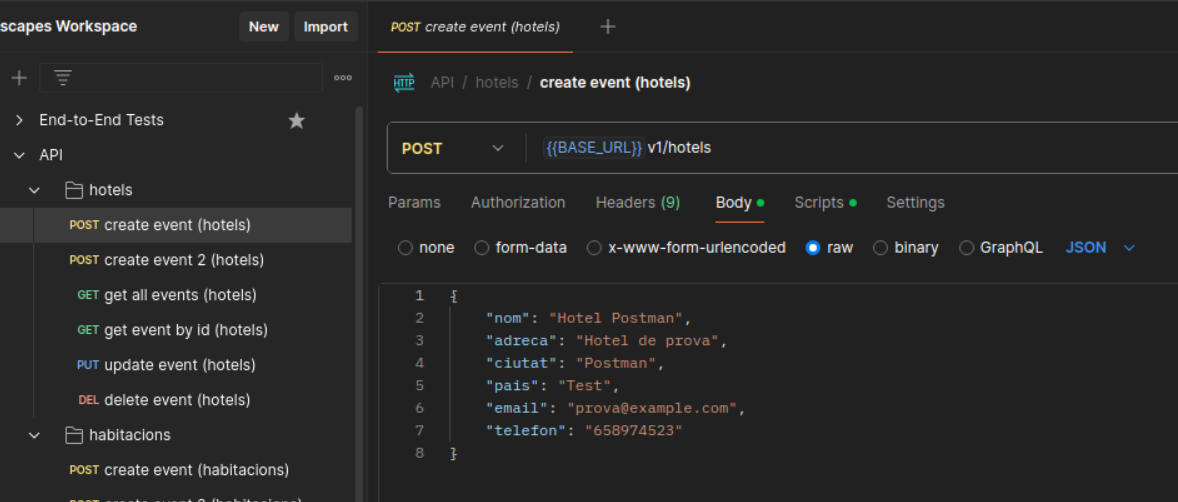 scapes Workspace New Import
POST create event (hotels)
HTTP API / hotels / create event (hotels)
End-to-End Tests
API
hotels
POST create event (hotels)
POST create event 2 (hotels)
GET get all events (hotels)
GET get event by id (hotels)
PUT update event (hotels)
DEL delete event (hotels)
habitacions
POST create event (habitacions)
POST create event 2 (habitacions)
POST {{BASE_URL}} v1/hotels
Params Authorization Headers (9) Body Scripts Settings
none form-data x-www-form-urlencoded raw binary GraphQL JSON
1 {
2 "nom": "Hotel Postman",
3 "adreca": "Hotel de prova",
4 "ciutat": "Postman",
5 "pais": "Test",
6 "email": "prova@example.com",
7 "telefon": "658974523"
8 }